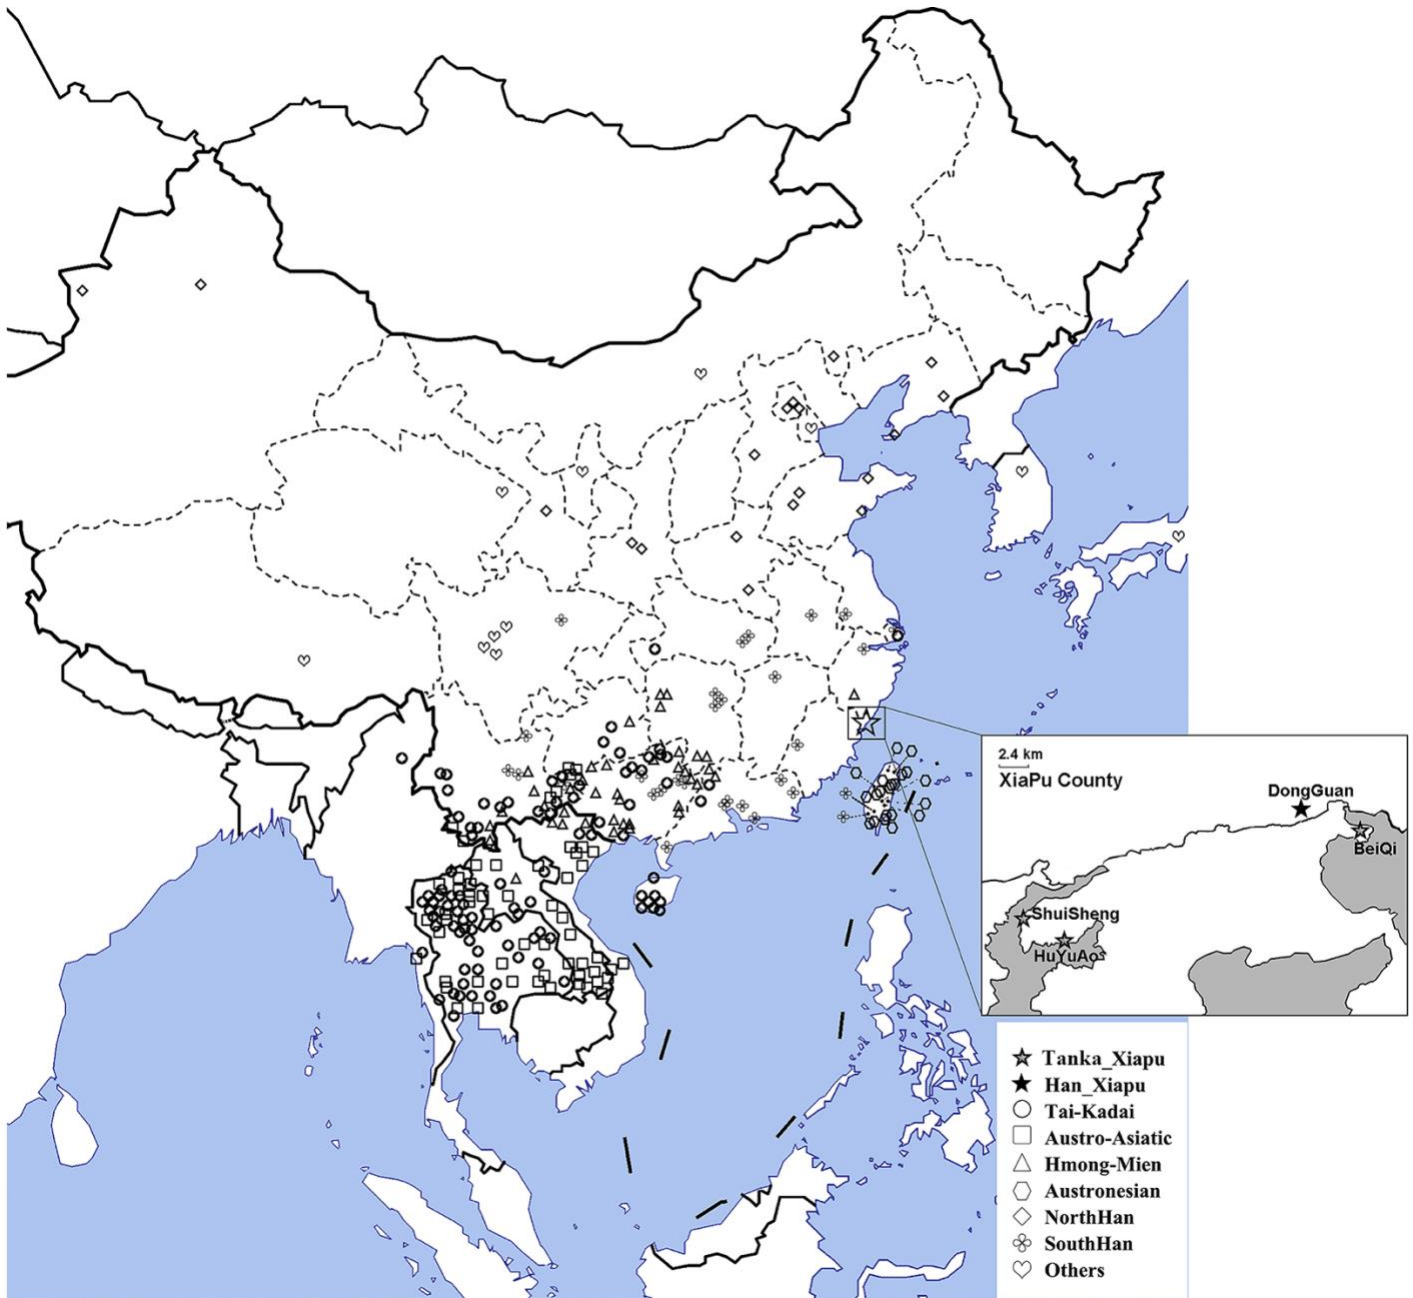 2.4 km
XiaPu County
DongGuan
BeiQi
ShuiSheng
HuYuAo
Tanka_Xiapu
Han_Xiapu
Tai-Kadai
Austro-Asiatic
Hmong-Mien
Austronesian
NorthHan
SouthHan
Others